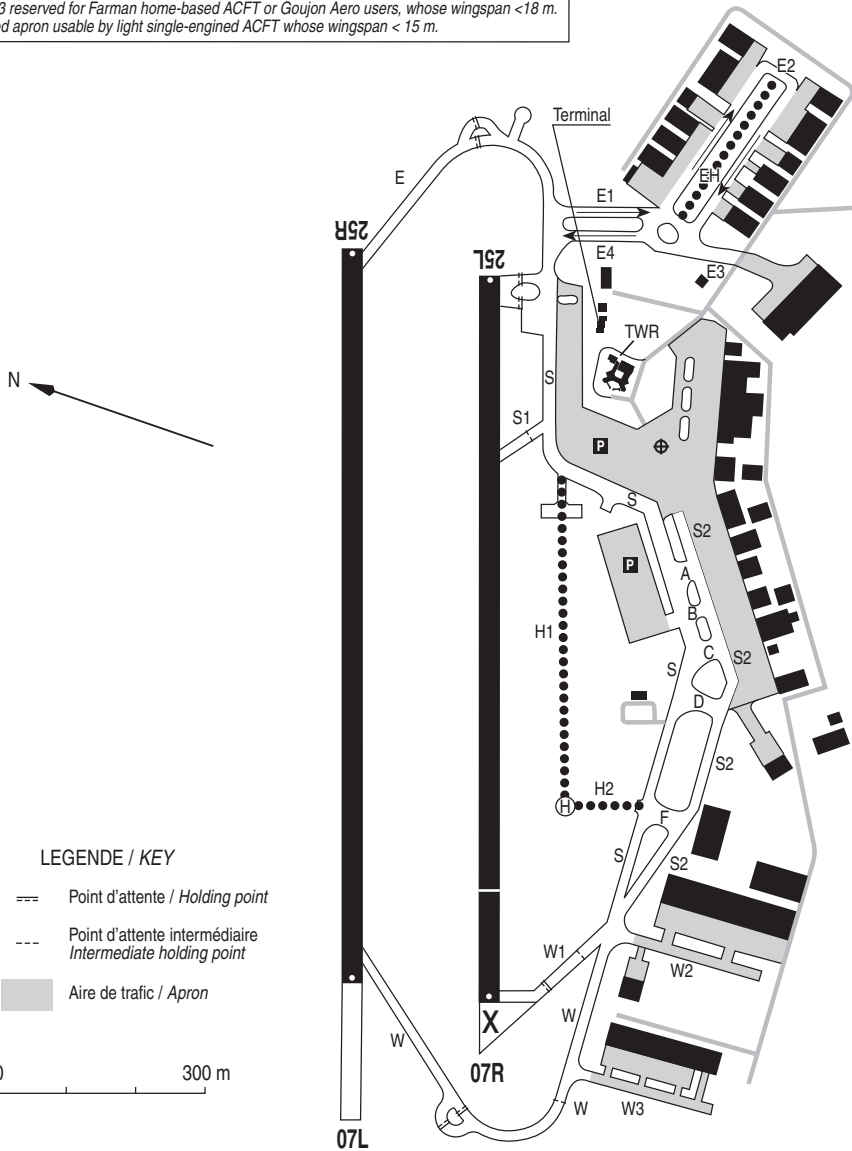 3 reserved for Farman home-based ACFT or Goujon Aero users, whose wingspan <18 m.
ed apron usable by light single-engined ACFT whose wingspan < 15 m.
E2
Terminal
EH
E
E1
25R
25L
E4
E3
TWR
N
S
S1
P
S
S2
P
A
B
H1
C
S2
S
D
S2
H2
H
F
S
S2
LEGENDE / KEY
Point d'attente / Holding point
Point d'attente intermédiaire
Intermediate holding point
Aire de trafic / Apron
W1
W2
X
W
W
07R
0 300 m
W
W3
07L